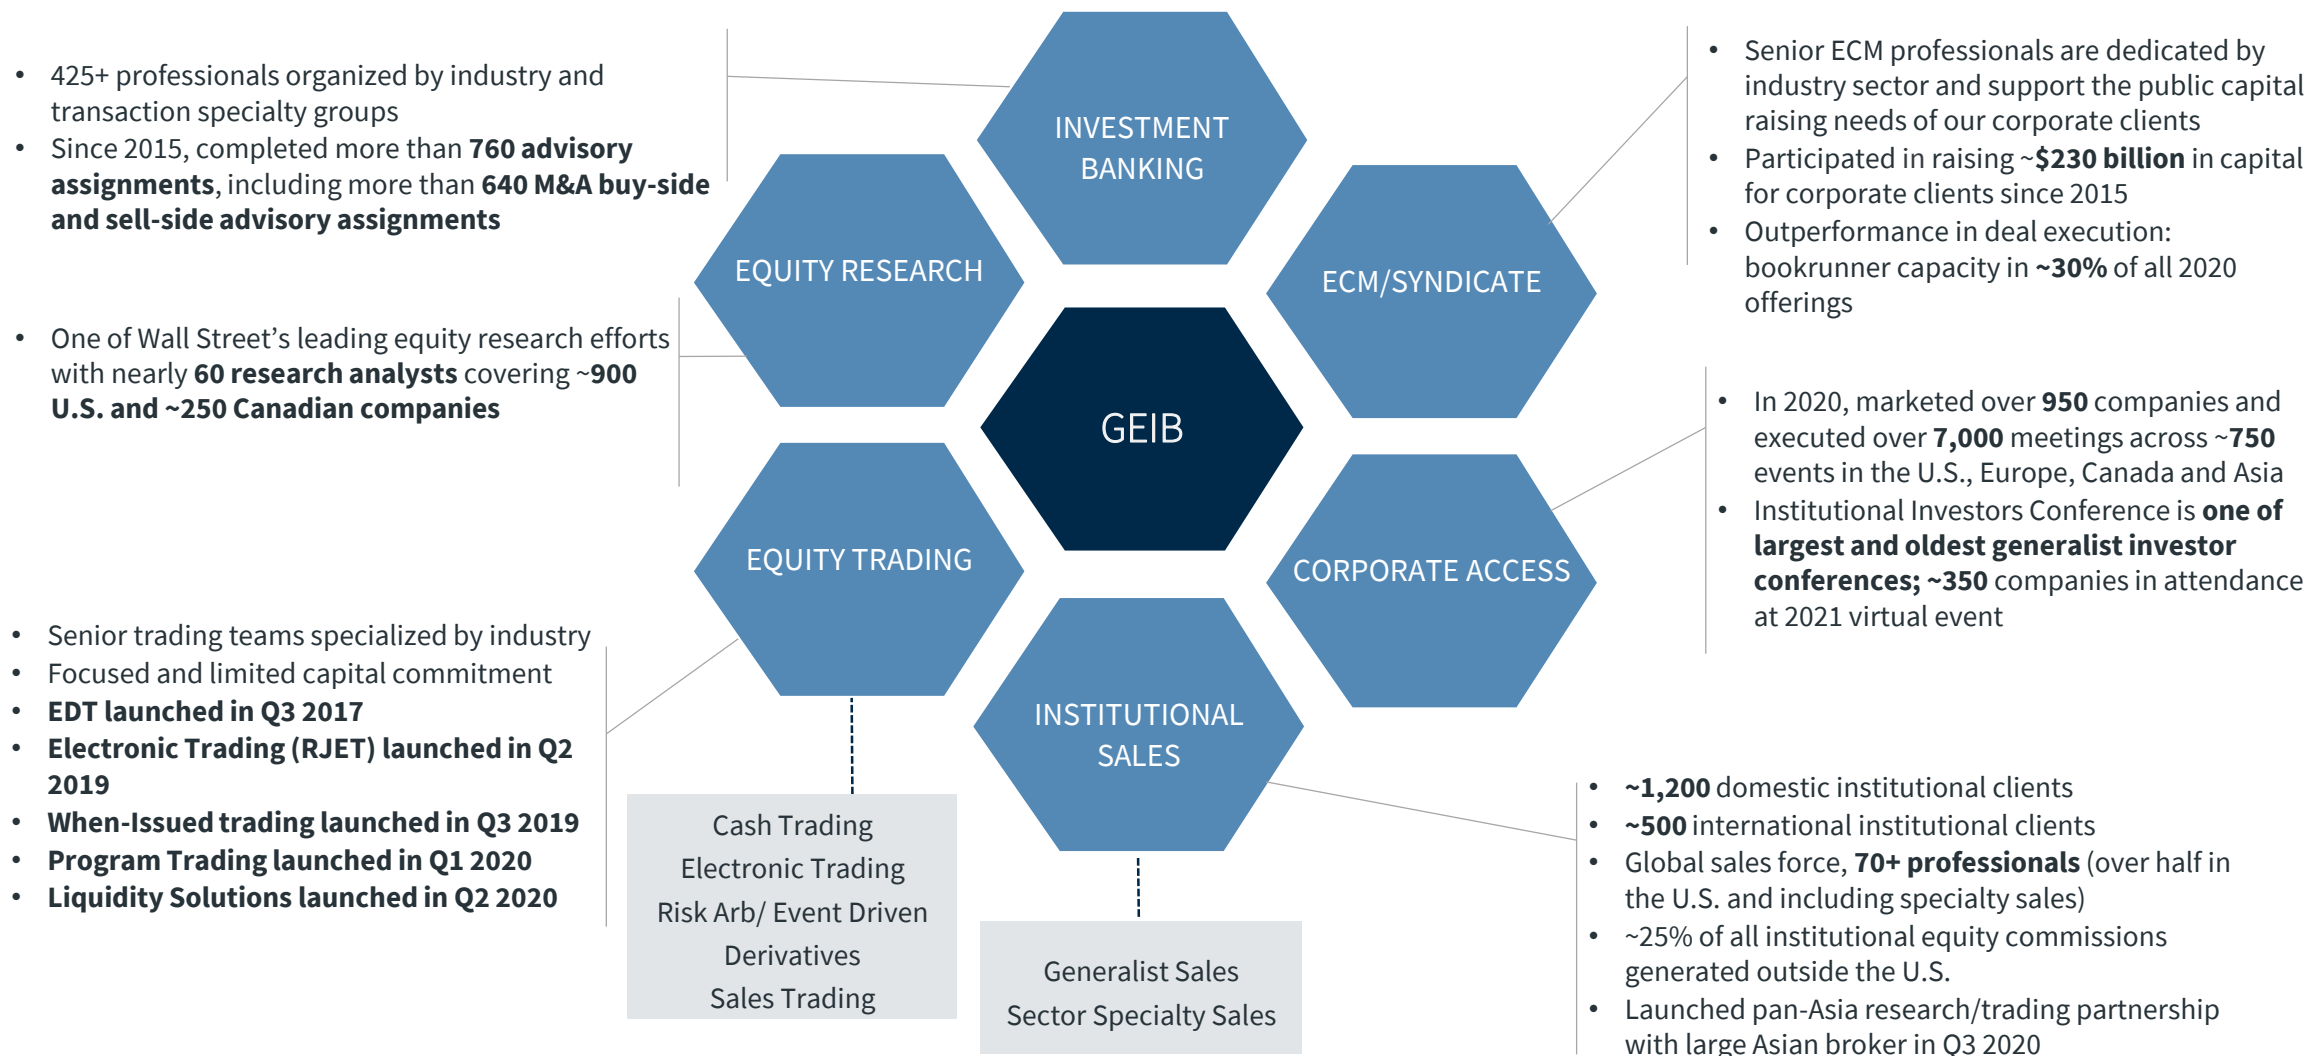 • 425+ professionals organized by industry and
transaction specialty groups
• Since 2015, completed more than 760 advisory
assignments, including more than 640 M&A buy-side
and sell-side advisory assignments
INVESTMENT
BANKING
• Senior ECM professionals are dedicated by
industry sector and support the public capital
raising needs of our corporate clients
• Participated in raising ~$230 billion in capital
for corporate clients since 2015
• Outperformance in deal execution:
bookrunner capacity in ~30% of all 2020
offerings
EQUITY RESEARCH
ECM/SYNDICATE
• One of Wall Street’s leading equity research efforts
with nearly 60 research analysts covering ~900
U.S. and ~250 Canadian companies
GEIB
• In 2020, marketed over 950 companies and
executed over 7,000 meetings across ~750
events in the U.S., Europe, Canada and Asia
• Institutional Investors Conference is one of
largest and oldest generalist investor
conferences; ~350 companies in attendance
at 2021 virtual event
EQUITY TRADING
CORPORATE ACCESS
• Senior trading teams specialized by industry
• Focused and limited capital commitment
• EDT launched in Q3 2017
• Electronic Trading (RJET) launched in Q2
2019
• When-Issued trading launched in Q3 2019
• Program Trading launched in Q1 2020
• Liquidity Solutions launched in Q2 2020
INSTITUTIONAL
SALES
Cash Trading
Electronic Trading
Risk Arb/ Event Driven
Derivatives
Sales Trading
Generalist Sales
Sector Specialty Sales
• ~1,200 domestic institutional clients
• ~500 international institutional clients
• Global sales force, 70+ professionals (over half in
the U.S. and including specialty sales)
• ~25% of all institutional equity commissions
generated outside the U.S.
• Launched pan-Asia research/trading partnership
with large Asian broker in Q3 2020